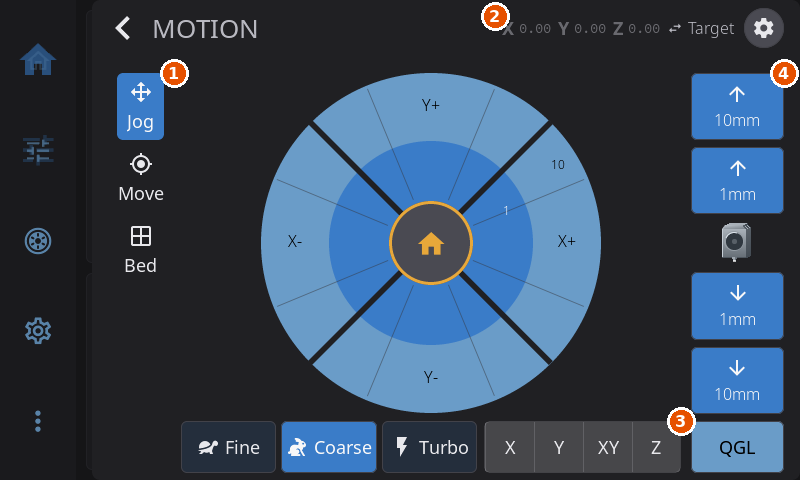 MOTION
2
X 0.00 Y 0.00 Z 0.00 Target
1
4
Jog
Move
Bed
Y+
10
1
X-
X+
Y-
10mm
1mm
1mm
10mm
3
Fine
Coarse
Turbo
X
Y
XY
Z
QGL